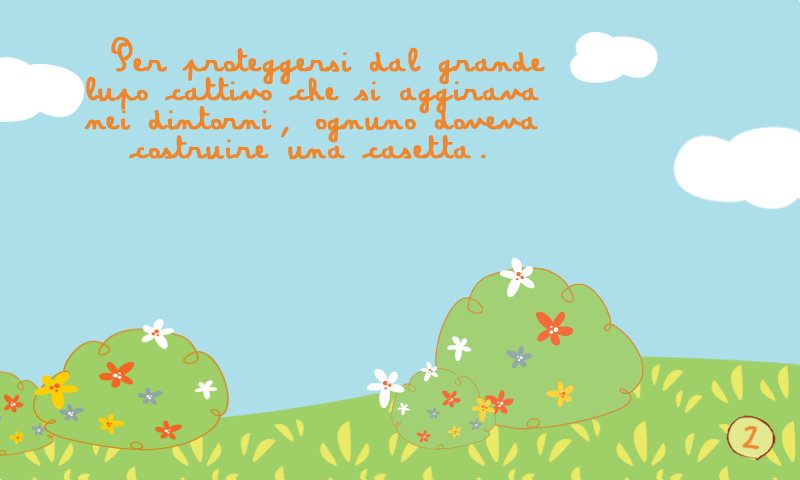 Per proteggersi dal grande
lupo cattivo che si aggirava
nei dintorni, ognuno doveva
costruire una casetta.
2